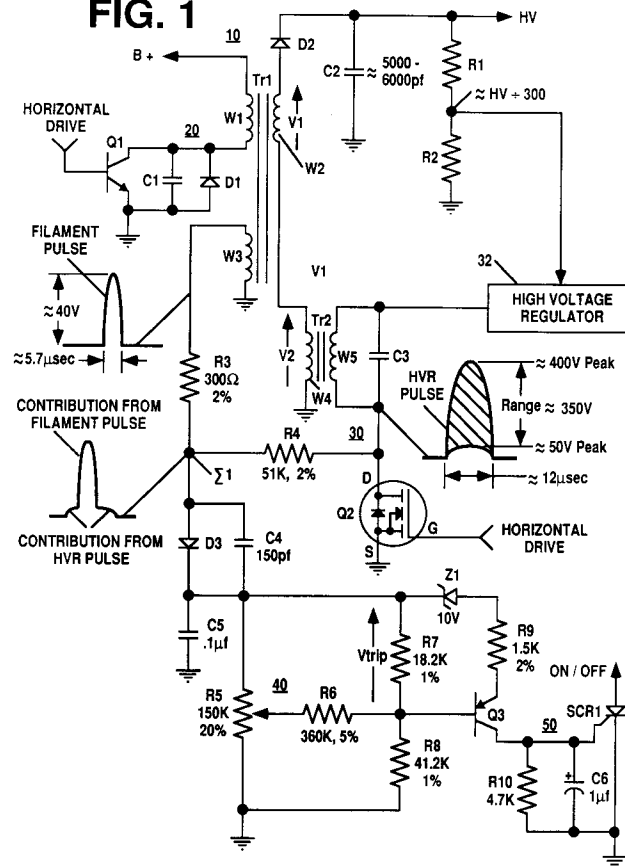 FIG. 1
10
B +
D2
HV
C2 ≈ 5000 -
6000pf
R1
≈ HV ÷ 300
R2
Tr1
W1
V1
W2
HORIZONTAL
DRIVE
Q1
20
C1
D1
FILAMENT
PULSE
≈ 40V
≈ 5.7µsec
W3
V1
Tr2
V2
W5
W4
C3
32
HIGH VOLTAGE
REGULATOR
R3
300Ω
2%
HVR
PULSE
≈ 400V Peak
Range ≈ 350V
≈ 50V Peak
≈ 12µsec
CONTRIBUTION FROM
FILAMENT PULSE
CONTRIBUTION FROM
HVR PULSE
Σ1
R4
51K, 2%
30
D
Q2
G
S
HORIZONTAL
DRIVE
D3
C4
150pf
C5
.1µf
Z1
10V
Vtrip
R7
18.2K
1%
R9
1.5K
2%
ON / OFF
R5
150K
20%
40
R6
360K, 5%
Q3
50
SCR1
R8
41.2K
1%
R10
4.7K
+
C6
1µf